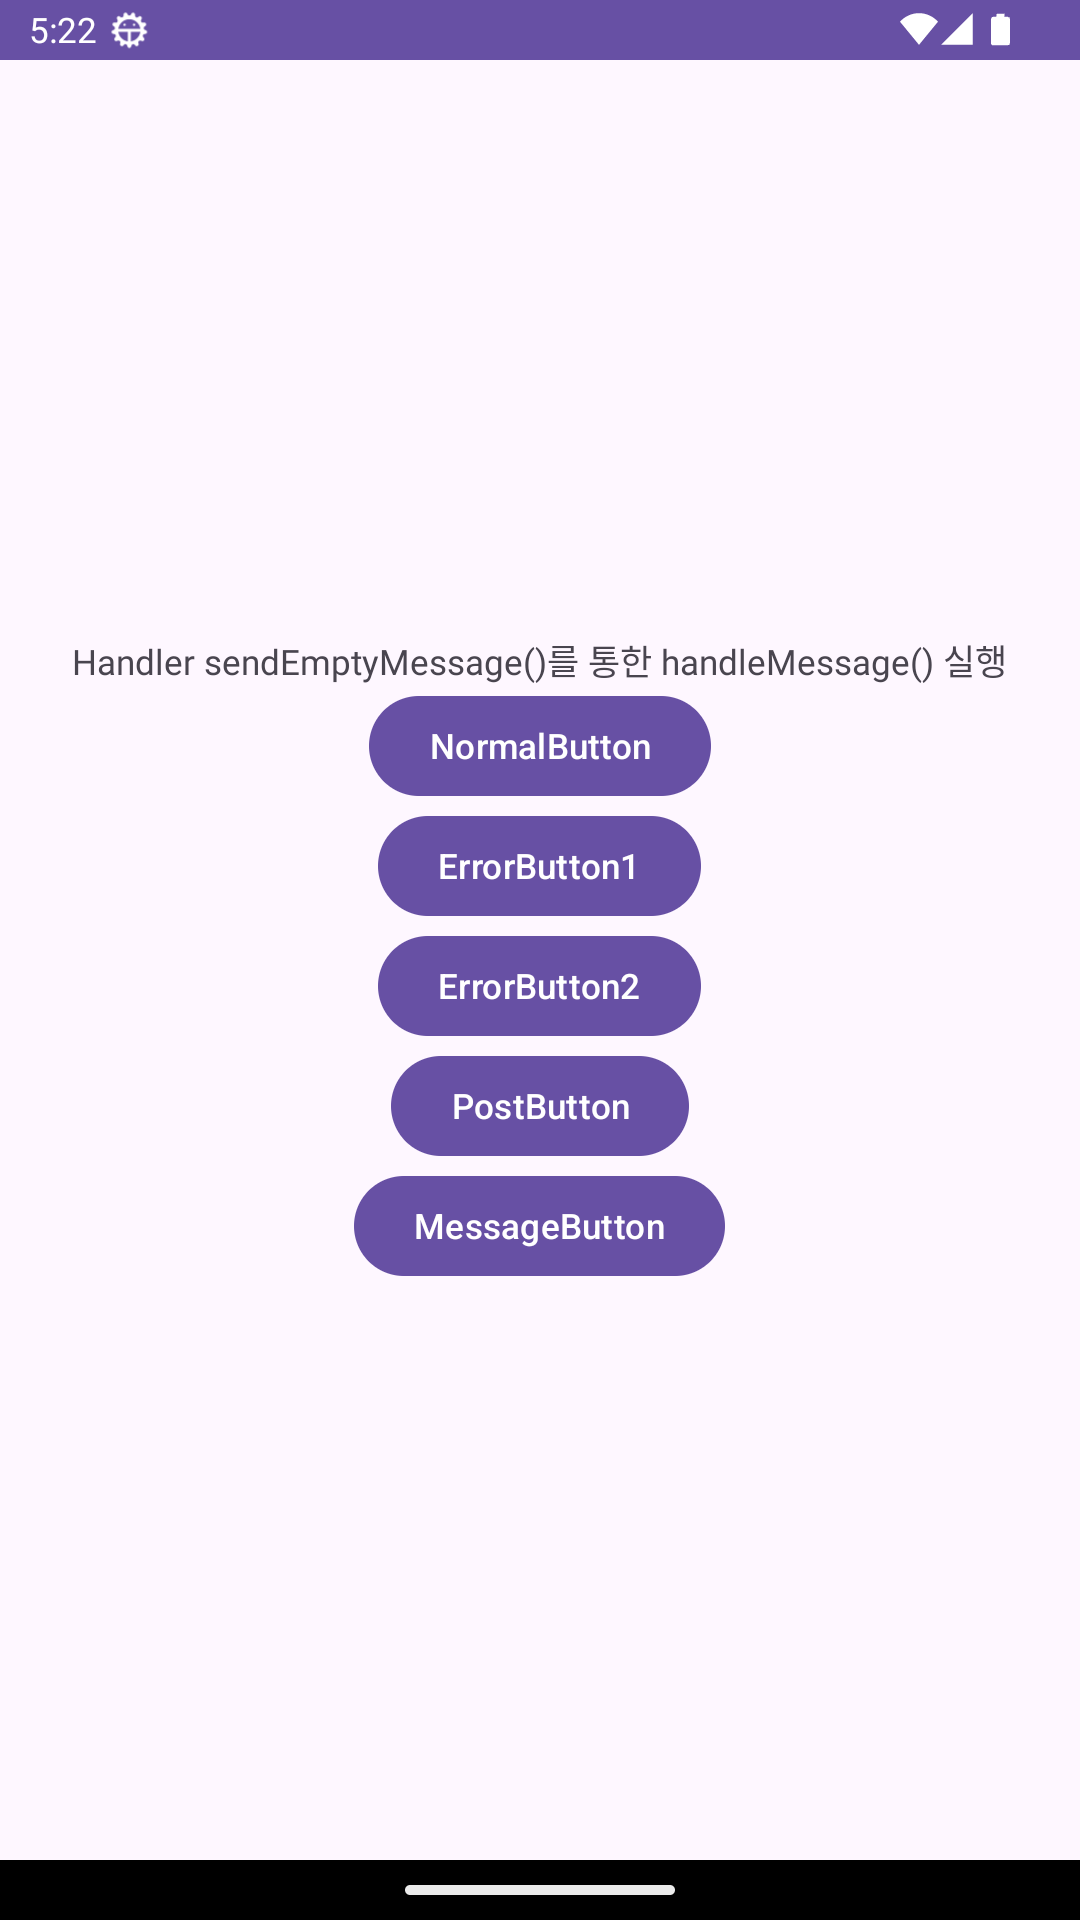 5:22
Handler sendEmptyMessage()를 통한 handleMessage() 실행
NormalButton
ErrorButton1
ErrorButton2
PostButton
MessageButton